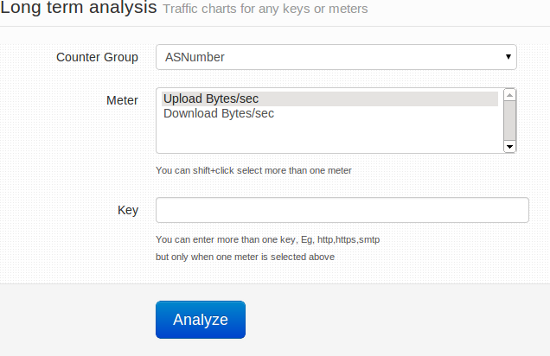 Long term analysis Traffic charts for any keys or meters
Counter Group ASNumber
Meter Upload Bytes/sec
Download Bytes/sec
You can shift+click select more than one meter
Key
You can enter more than one key, Eg, http,https,smtp
but only when one meter is selected above
Analyze